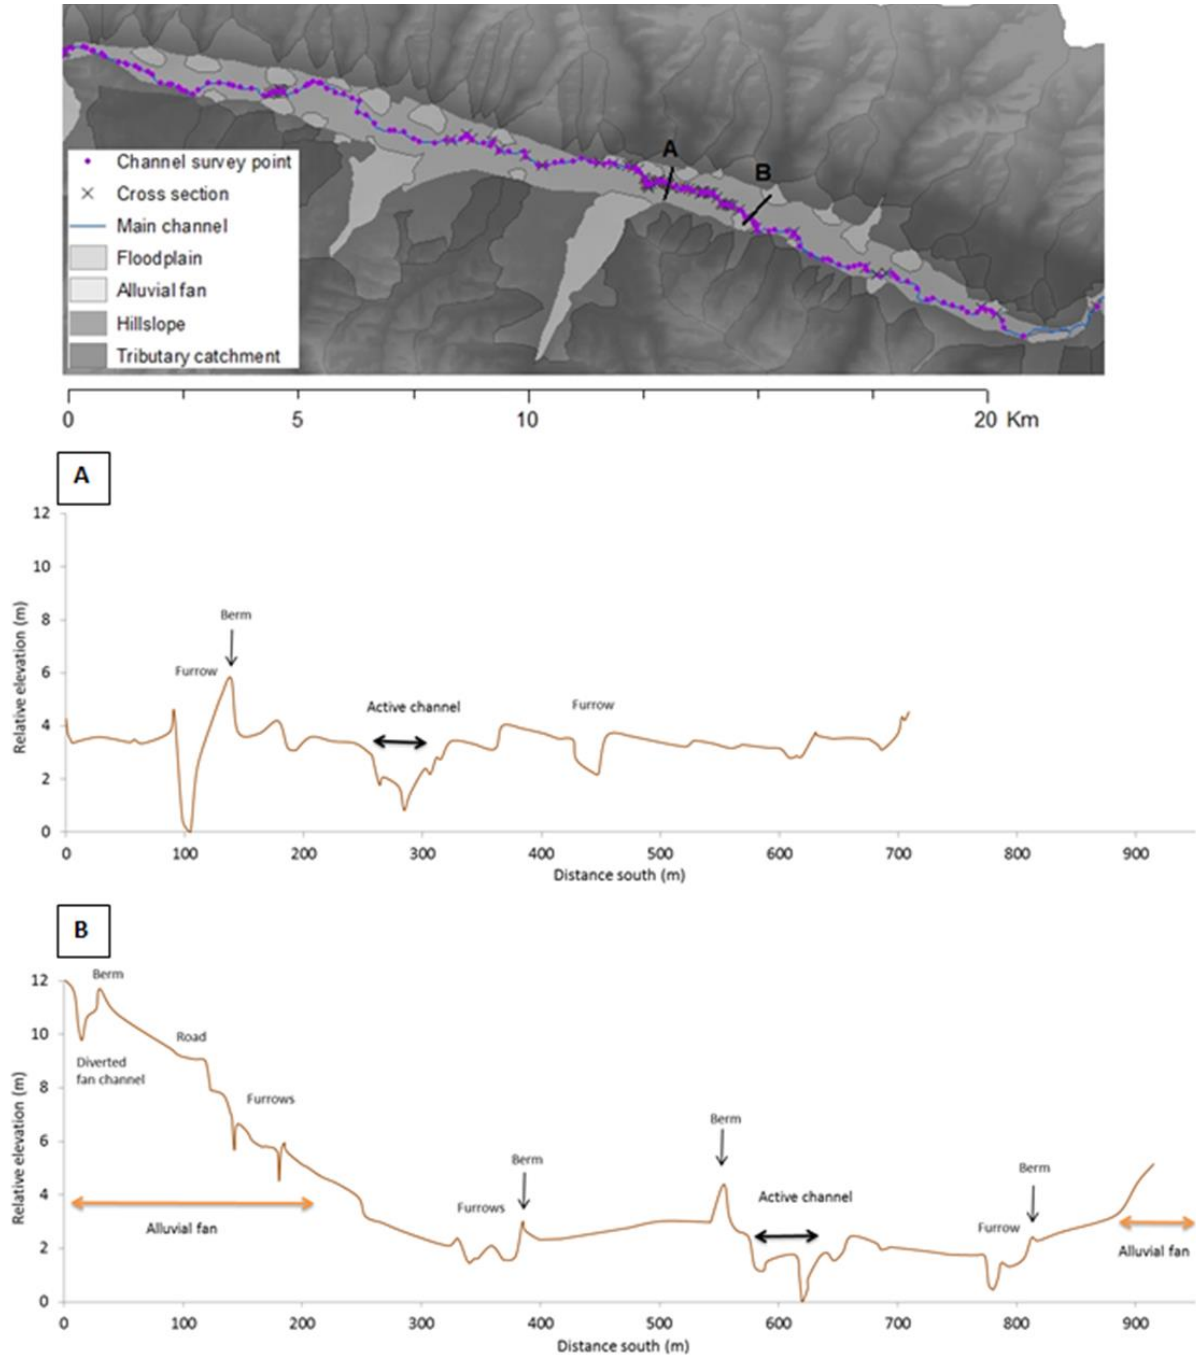 A
B
Channel survey point
Cross section
Main channel
Floodplain
Alluvial fan
Hillslope
Tributary catchment
0 5 10 20 Km
A
12
10
8
6
4
2
0
Relative elevation (m)
Berm
Furrow
Active channel
Furrow
0 100 200 300 400 500 600 700 800 900
Distance south (m)
B
12
10
8
6
4
2
0
Relative elevation (m)
Berm
Diverted
fan channel
Road
Furrows
Alluvial fan
Furrows
Berm
Berm
Active channel
Furrow
Berm
Alluvial fan
0 100 200 300 400 500 600 700 800 900
Distance south (m)